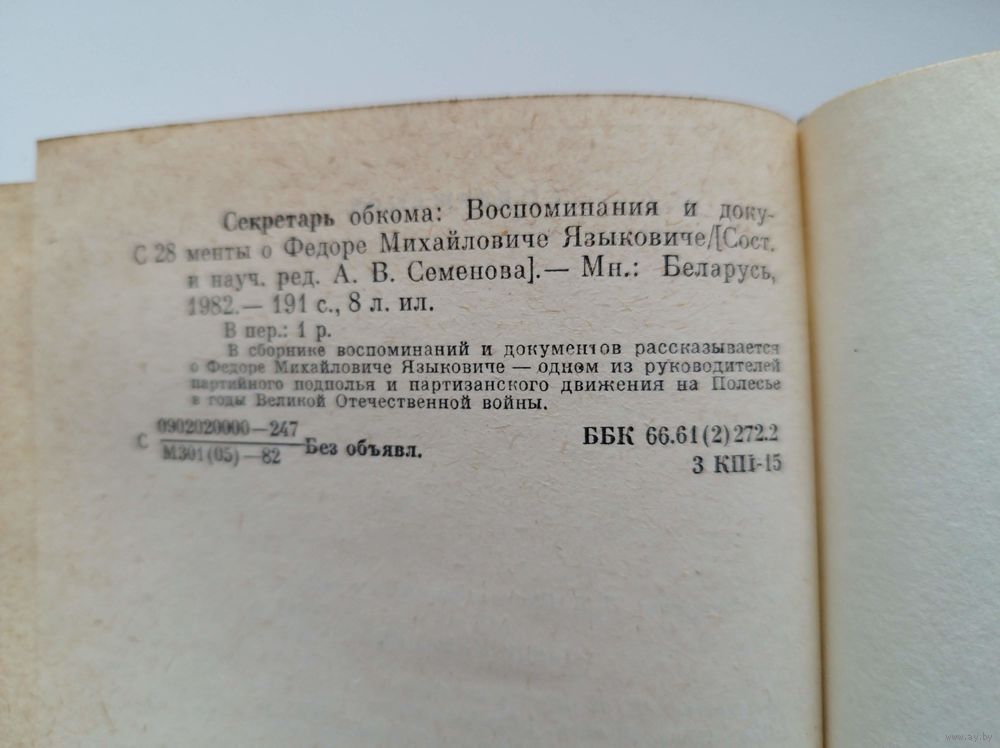 Секретарь обкома: Воспоминания и доку-
С 28 менты о Федоре Михайловиче Языковиче/[Сост.
и науч. ред. А. В. Семенова].— Мн.: Беларусь,
1982.— 191 с., 8 л. ил.
В пер.: 1 р.
В сборнике воспоминаний и документов рассказывается
о Федоре Михайловиче Языковиче — одном из руководителей
партийного подполья и партизанского движения на Полесье
в годы Великой Отечественной войны.
0902020000—247
С Без объявл. ББК 66.61(2)272.2
М301(05)—82
3 КПІ-15
www.ay.by